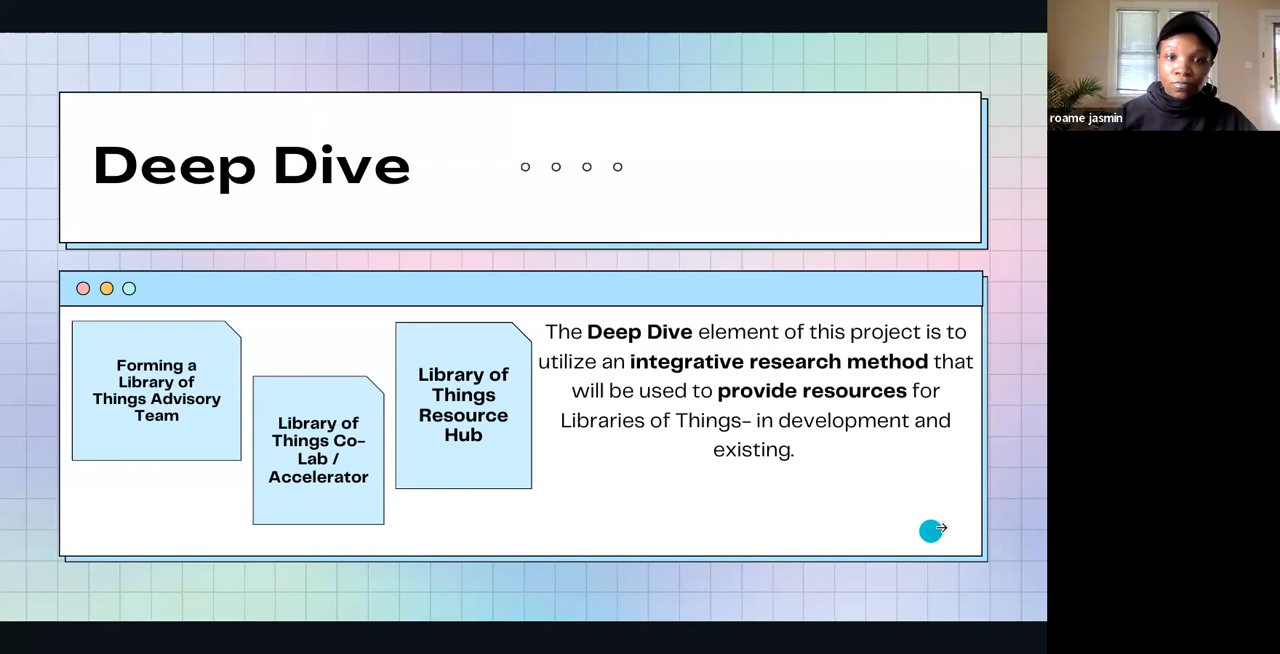 roame jasmin
Deep Dive
Forming a
Library of
Things Advisory
Team
Library of
Things Co-
Lab /
Accelerator
Library of
Things
Resource
Hub
The Deep Dive element of this project is to
utilize an integrative research method that
will be used to provide resources for
Libraries of Things- in development and
existing.